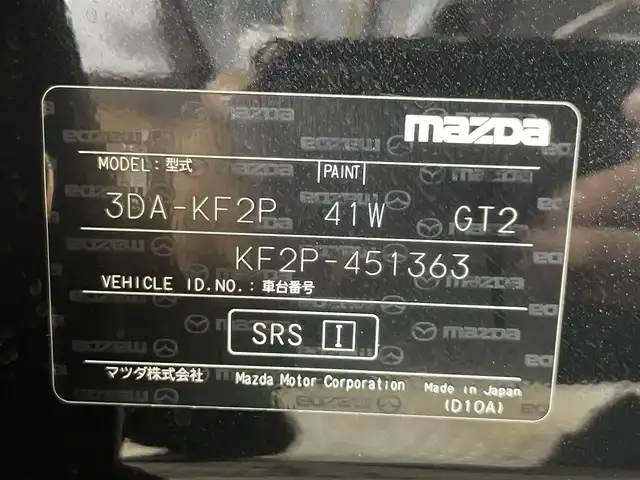 mazda
MODEL: 型式 PAINT
3DA-KF2P 41W GT2
KF2P-451363
VEHICLE ID.NO.: 車台番号
SRS I
マツダ株式会社 Mazda Motor Corporation Made in Japan
(D10A)